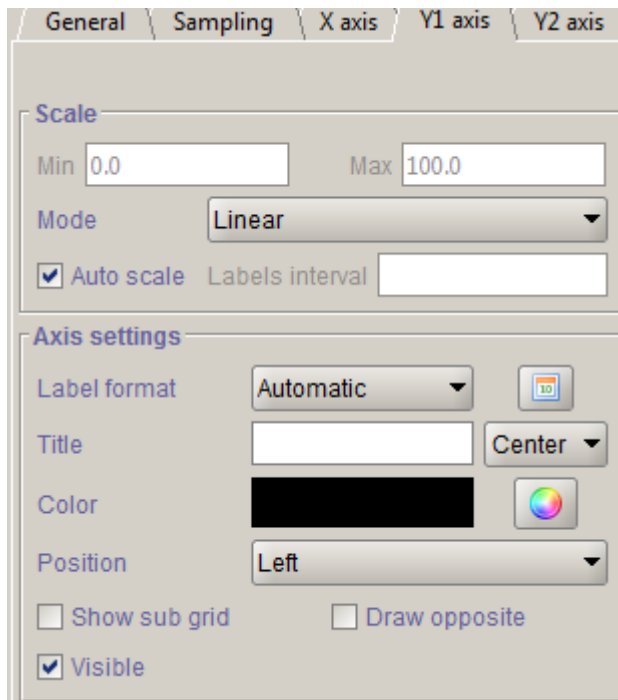 General Sampling X axis Y1 axis Y2 axis
Scale
Min 0.0 Max 100.0
Mode Linear
Auto scale Labels interval
Axis settings
Label format Automatic 10
Title Center
Color
Position Left
Show sub grid Draw opposite
Visible